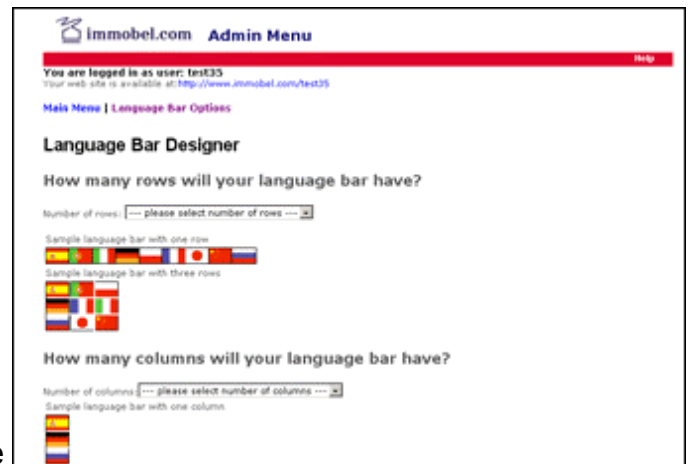 immobel.com Admin Menu
Help
You are logged in as user: test35
Your web site is available at:http://www.immobel.com/test35
Main Menu | Language Bar Options
Language Bar Designer
How many rows will your language bar have?
Number of rows: --- please select number of rows ---
Sample language bar with one row
Sample language bar with three rows
How many columns will your language bar have?
Number of columns: --- please select number of columns ---
Sample language bar with one column
e